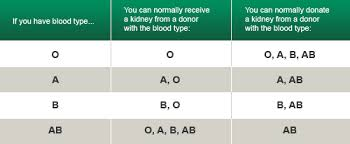 If you have blood type...
You can normally receive
a kidney from a donor
with the blood type:
You can normally donate
a kidney from a donor
with the blood type:
O
O
O, A, B, AB
A
A, O
A, AB
B
B, O
B, AB
AB
O, A, B, AB
AB